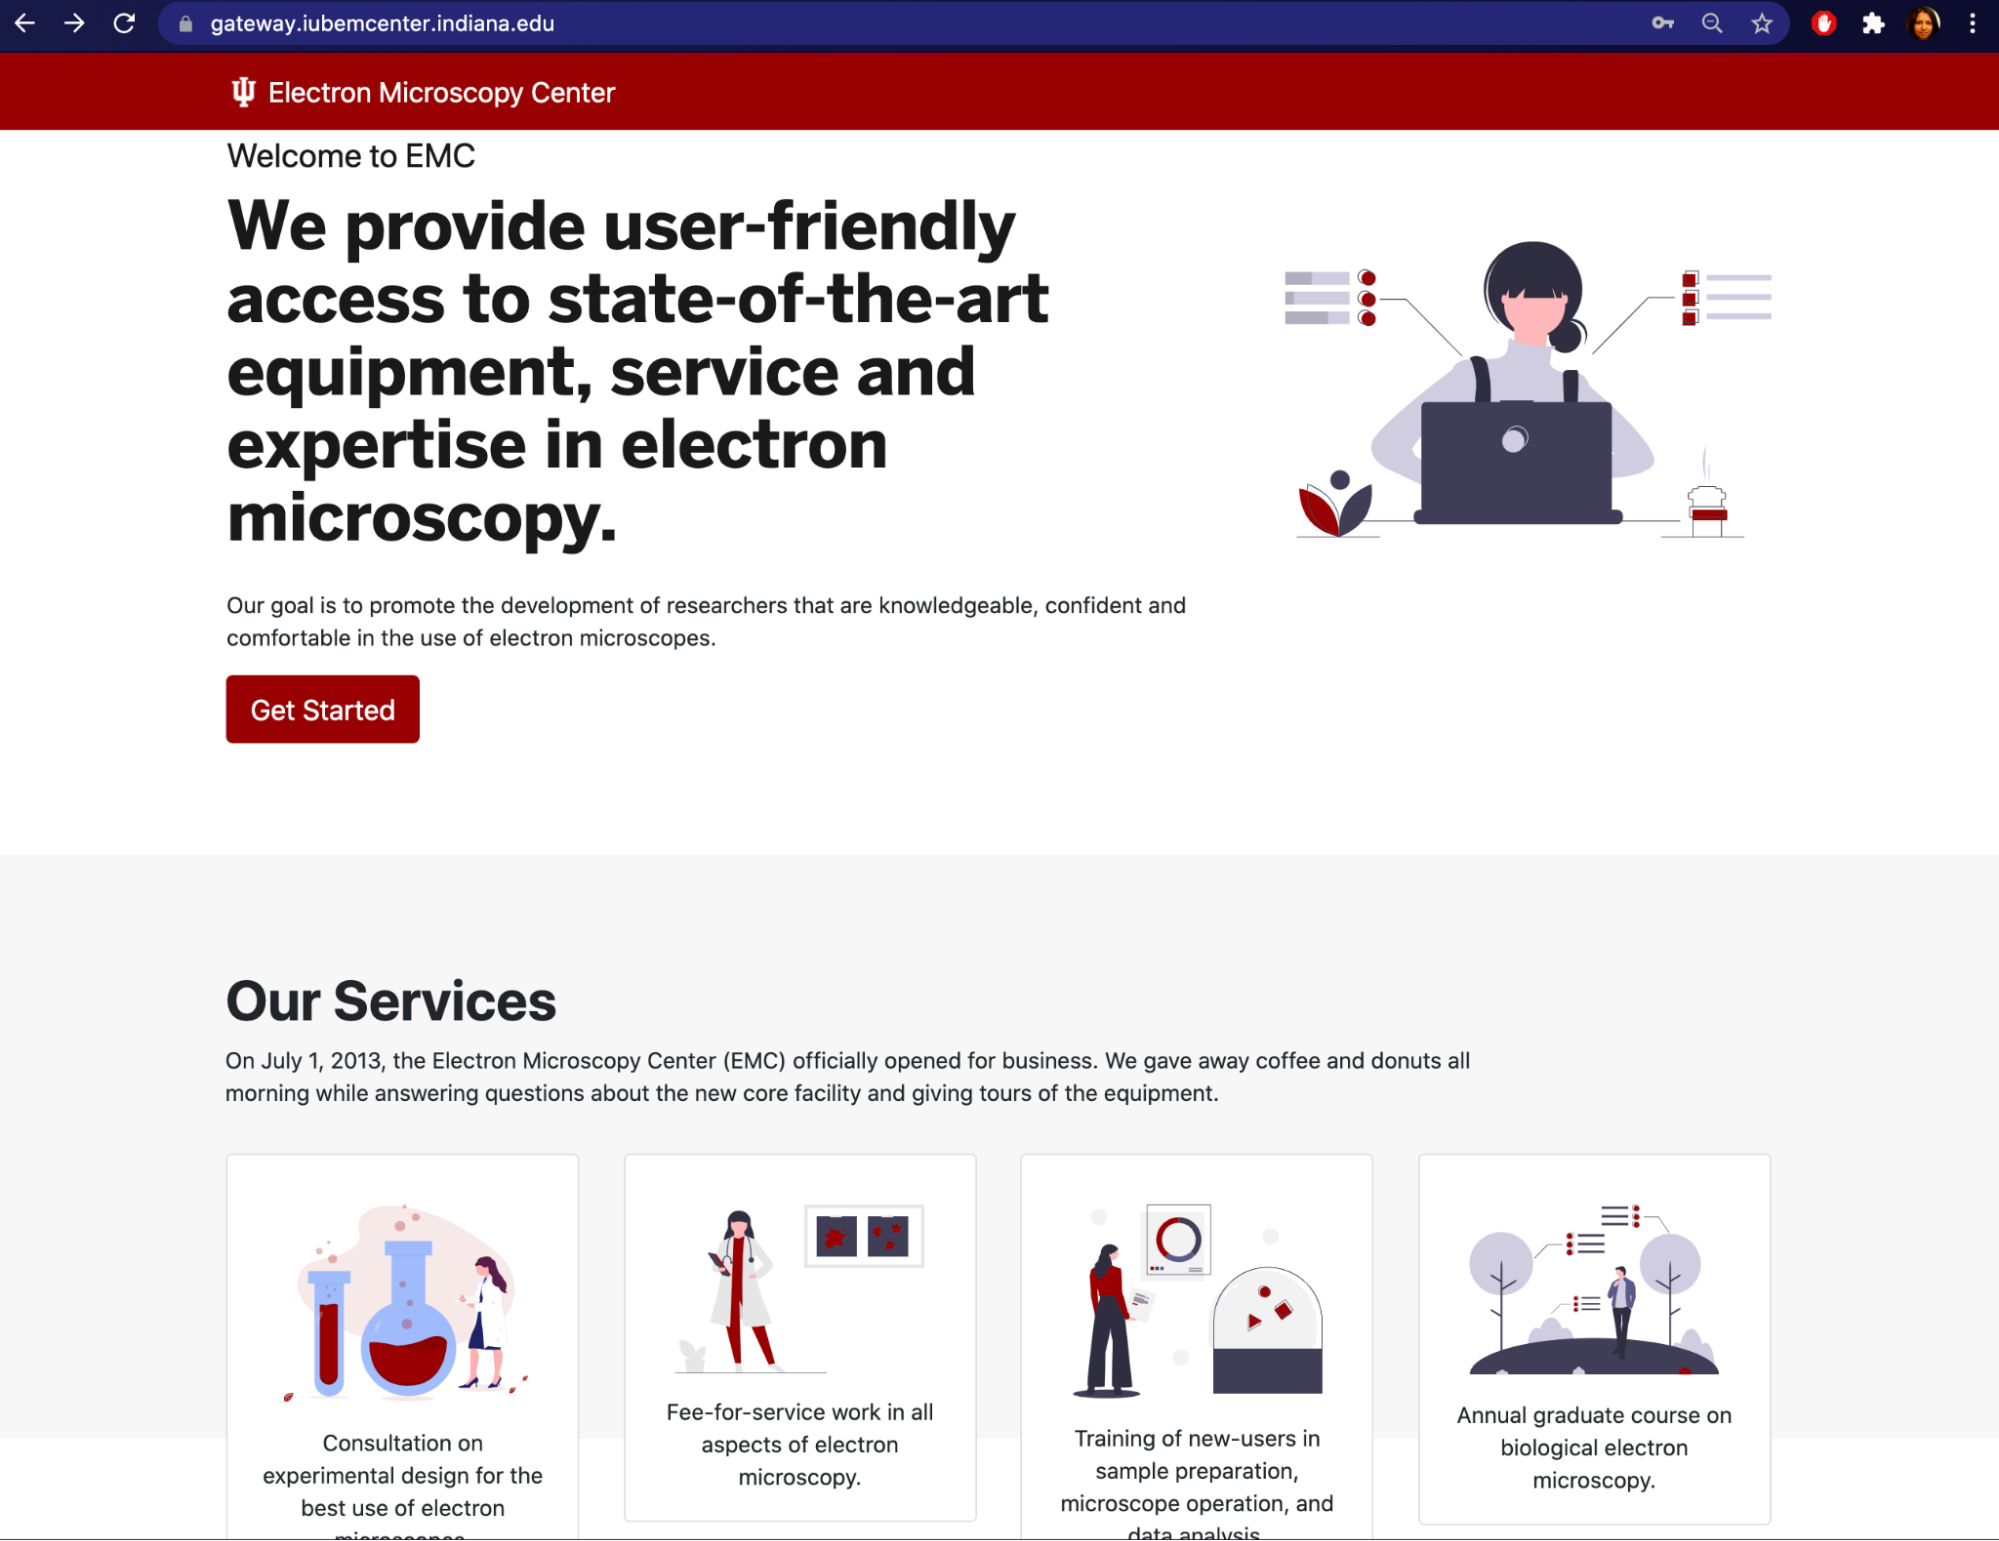 gateway.iubemcenter.indiana.edu
Electron Microscopy Center
Welcome to EMC
We provide user-friendly
access to state-of-the-art
equipment, service and
expertise in electron
microscopy.
Our goal is to promote the development of researchers that are knowledgeable, confident and
comfortable in the use of electron microscopes.
Get Started
Our Services
On July 1, 2013, the Electron Microscopy Center (EMC) officially opened for business. We gave away coffee and donuts all
morning while answering questions about the new core facility and giving tours of the equipment.
Consultation on
experimental design for the
best use of electron
microscopes.
Fee-for-service work in all
aspects of electron
microscopy.
Training of new-users in
sample preparation,
microscope operation, and
data analysis.
Annual graduate course on
biological electron
microscopy.